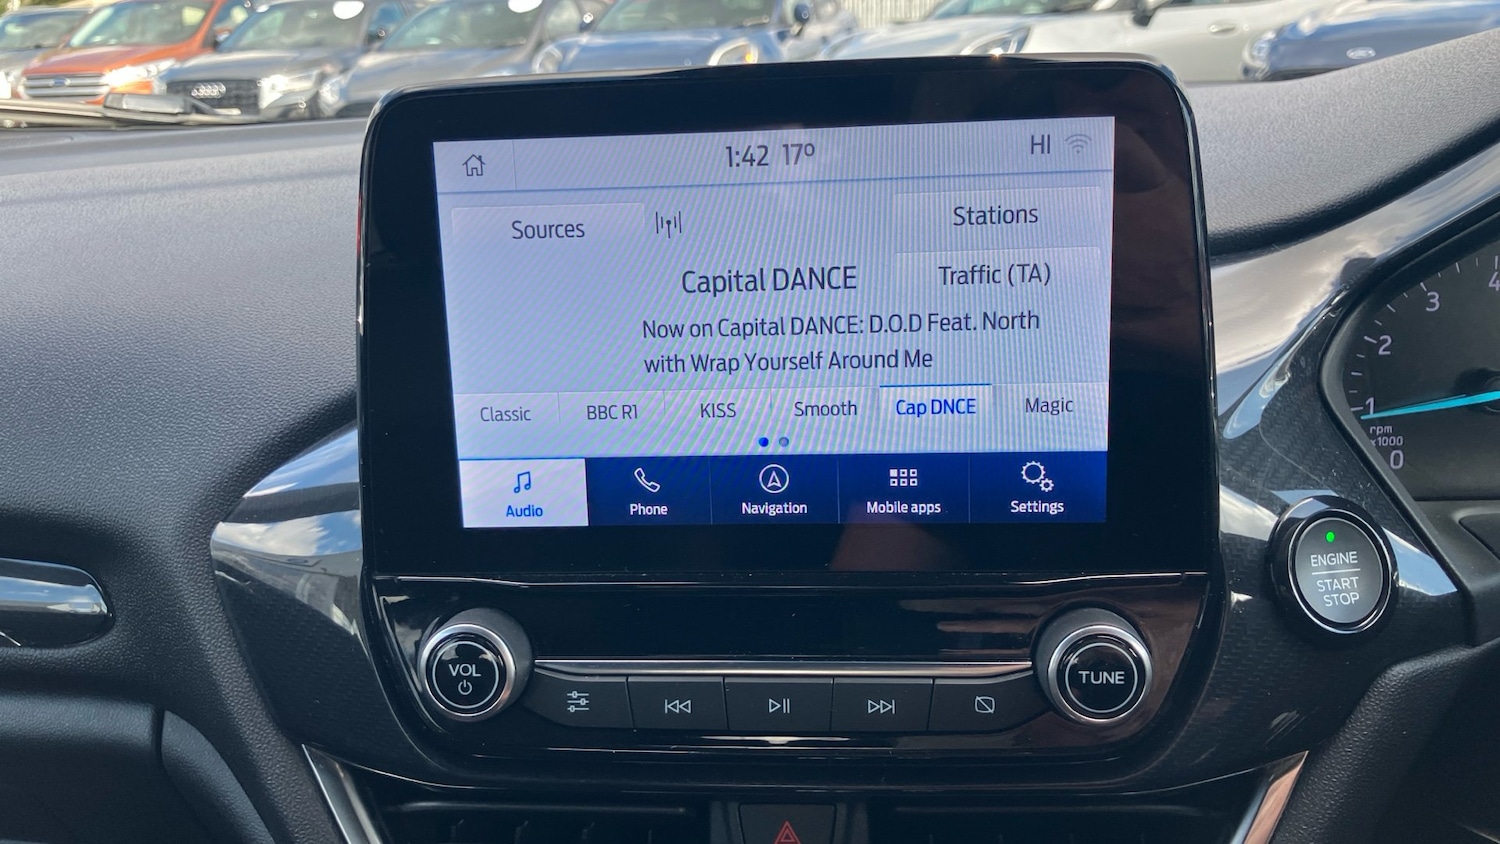 1:42 17º HI
Sources Stations
Capital DANCE Traffic (TA)
Now on Capital DANCE: D.O.D Feat. North
with Wrap Yourself Around Me
Classic BBC R1 KISS Smooth Cap DNCE Magic
Audio Phone Navigation Mobile apps Settings
VOL TUNE
ENGINE
START
STOP
4
3
2
1
rpm
x1000
0